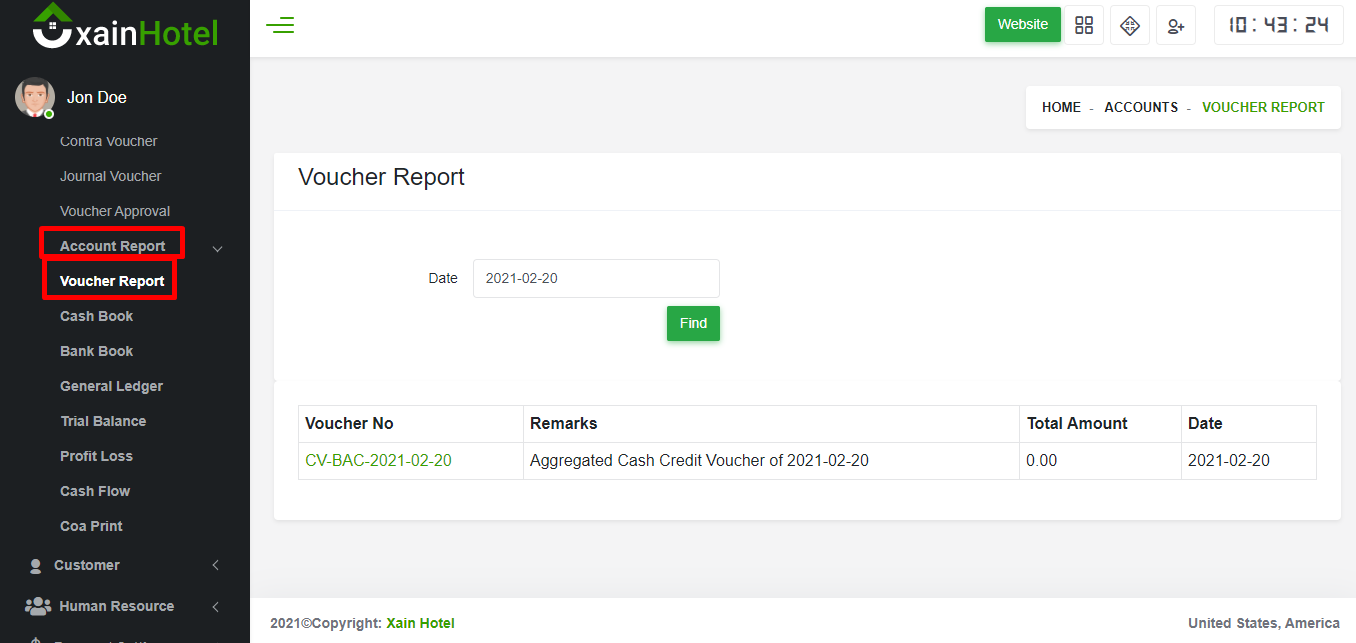 xainHotel
Jon Doe
Contra Voucher
Journal Voucher
Voucher Approval
Account Report
Voucher Report
Cash Book
Bank Book
General Ledger
Trial Balance
Profit Loss
Cash Flow
Coa Print
Customer
Human Resource
Website
10:43:24
HOME - ACCOUNTS - VOUCHER REPORT
Voucher Report
Date 2021-02-20
Find
Voucher No Remarks Total Amount Date
CV-BAC-2021-02-20 Aggregated Cash Credit Voucher of 2021-02-20 0.00 2021-02-20
2021©Copyright: Xain Hotel United States, America